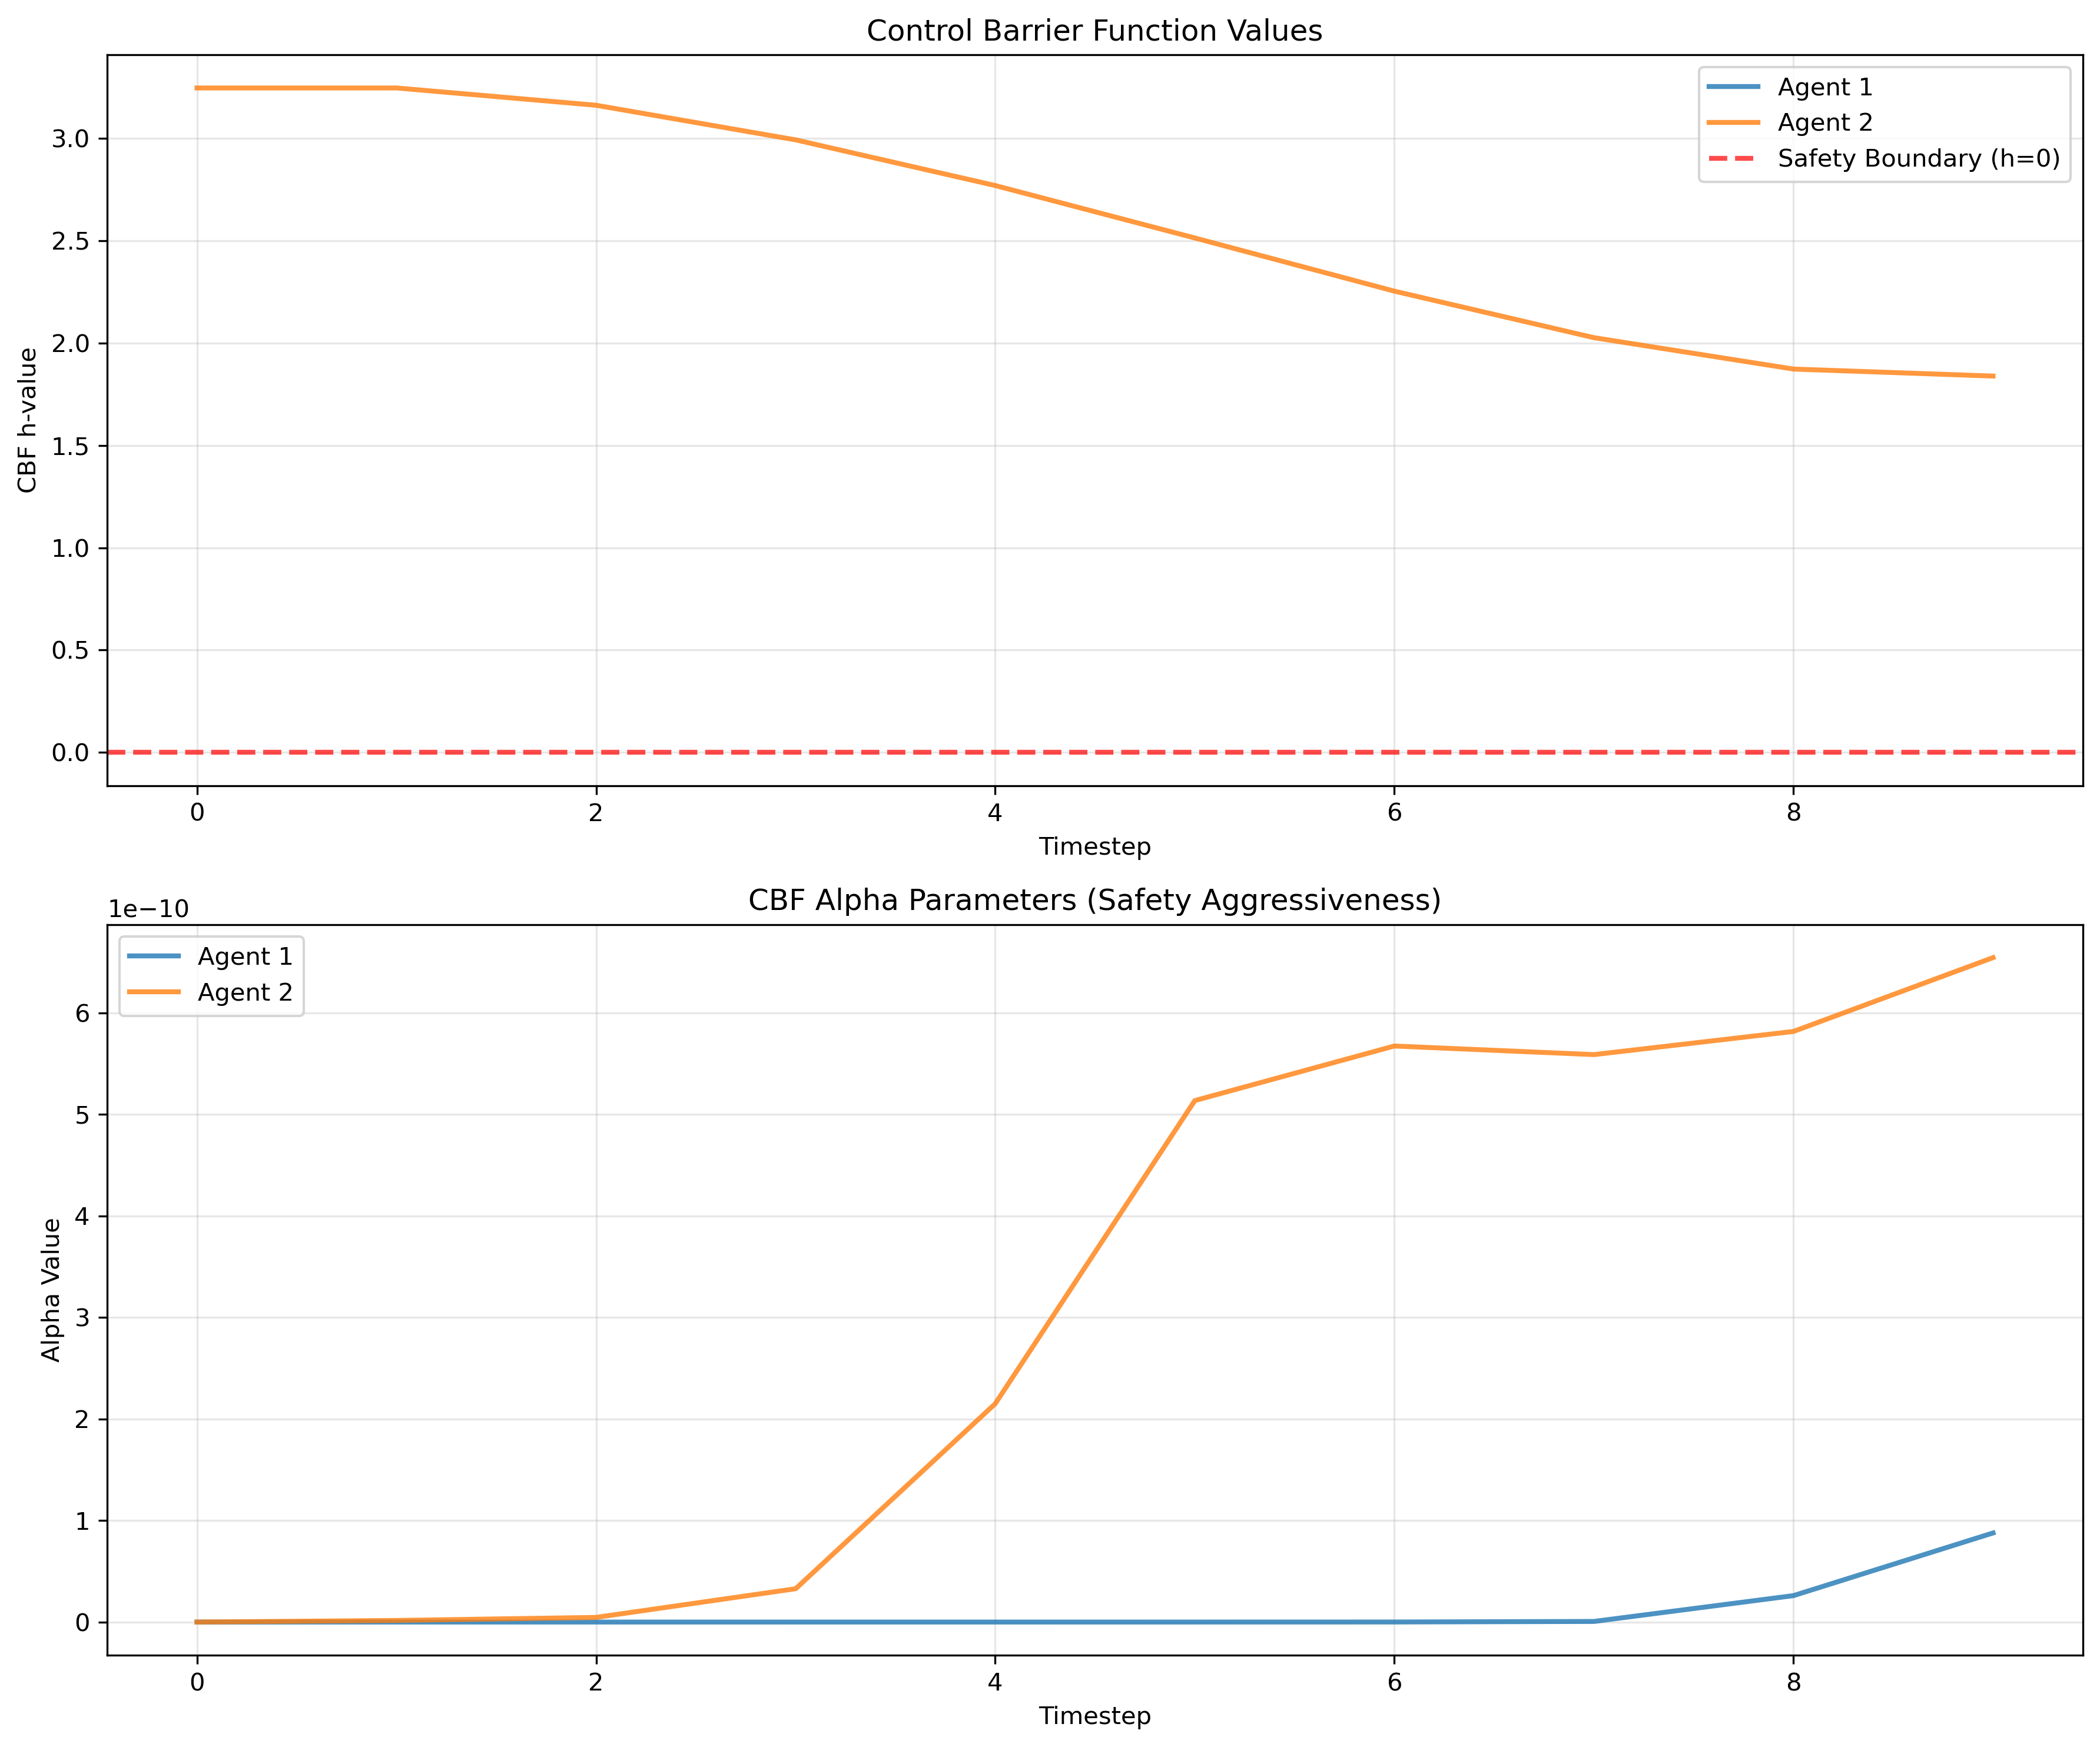 Control Barrier Function Values
Agent 1
Agent 2
Safety Boundary (h=0)
CBF h-value
3.0
2.5
2.0
1.5
1.0
0.5
0.0
0 2 4 6 8
Timestep
CBF Alpha Parameters (Safety Aggressiveness)
1e−10
Agent 1
Agent 2
Alpha Value
6
5
4
3
2
1
0
0 2 4 6 8
Timestep